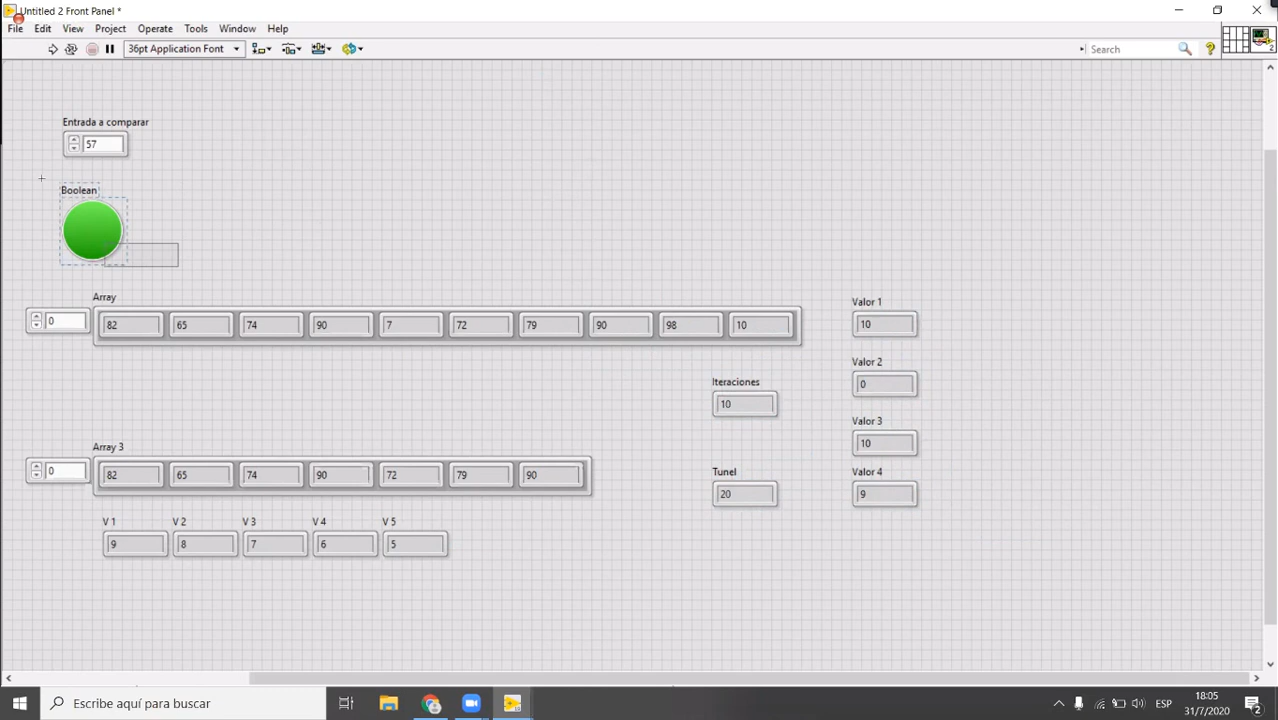 Untitled 2 Front Panel *
File Edit View Project Operate Tools Window Help
36pt Application Font
Search
2
Entrada a comparar
57
Boolean
Array
0 82 65 74 90 7 72 79 90 98 10
Valor 1
10
Valor 2
0
Iteraciones
10
Valor 3
10
Array 3
0 82 65 74 90 72 79 90
Tunel
20
Valor 4
9
V 1 V 2 V 3 V 4 V 5
9 8 7 6 5
Escribe aquí para buscar
ESP
18:05
31/7/2020
2